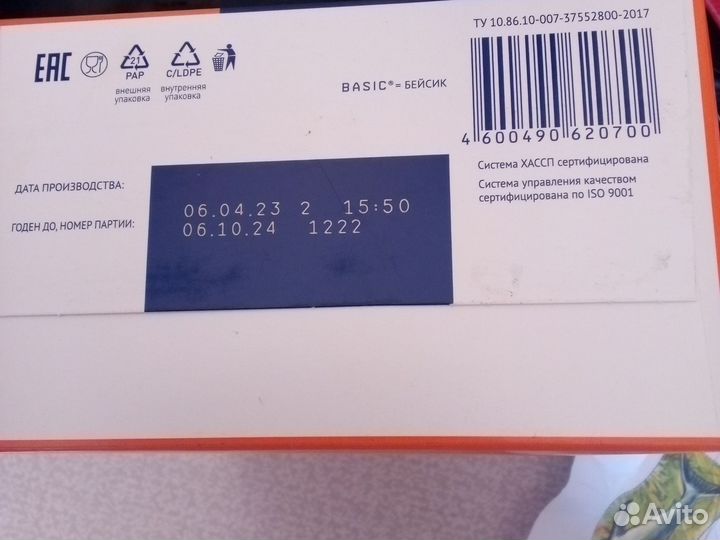 ТУ 10.86.10-007-37552800-2017
EAC
21
PAP
внешняя
упаковка
C/LDPE
внутренняя
упаковка
BASIC® = БЕЙСИК
4 600490 620700
Система ХАССП сертифицирована
Система управления качеством
сертифицирована по ISO 9001
ДАТА ПРОИЗВОДСТВА:
06.04.23 2 15:50
ГОДЕН ДО, НОМЕР ПАРТИИ:
06.10.24 1222
Avito